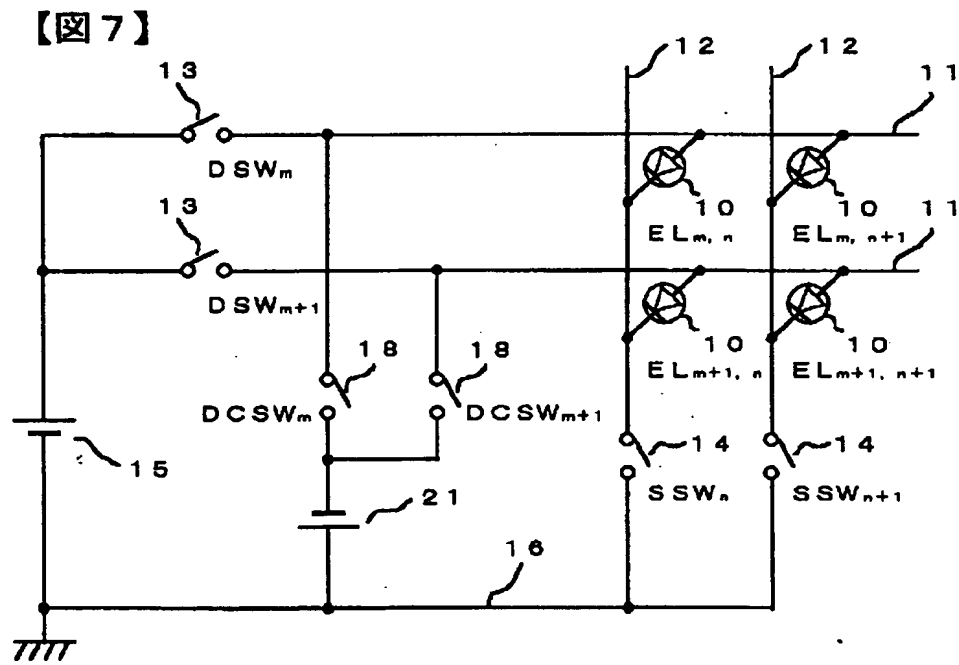 【図7】
12 12
13 11
DSWm
13 10 10 11
ELm, n ELm, n+1
DSWm+1
18 18 10 10
ELm+1, n ELm+1, n+1
DCSWm DCSWm+1
14 14
15
SSWn SSWn+1
21
16